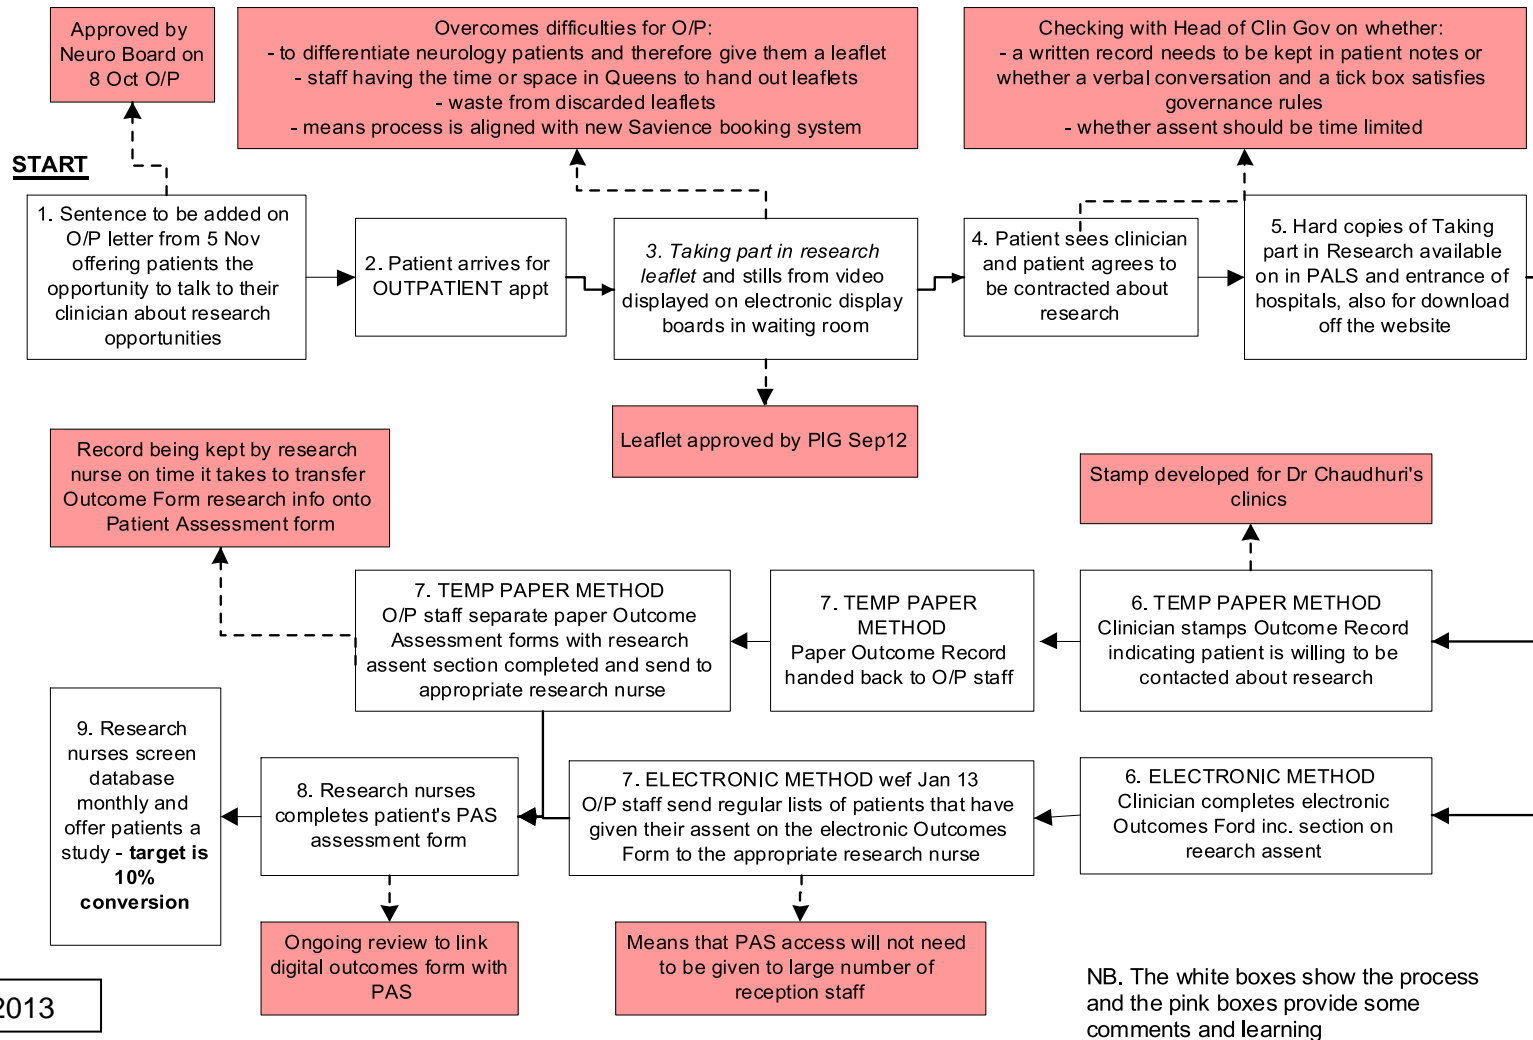 Approved by
Neuro Board on
8 Oct O/P
Overcomes difficulties for O/P:
- to differentiate neurology patients and therefore give them a leaflet
- staff having the time or space in Queens to hand out leaflets
- waste from discarded leaflets
- means process is aligned with new Savience booking system
Checking with Head of Clin Gov on whether:
- a written record needs to be kept in patient notes or
whether a verbal conversation and a tick box satisfies
governance rules
- whether assent should be time limited
START
1. Sentence to be added on
O/P letter from 5 Nov
offering patients the
opportunity to talk to their
clinician about research
opportunities
2. Patient arrives for
OUTPATIENT appt
3. Taking part in research
leaflet and stills from video
displayed on electronic display
boards in waiting room
4. Patient sees clinician
and patient agrees to
be contracted about
research
5. Hard copies of Taking
part in Research available
on in PALS and entrance of
hospitals, also for download
off the website
Leaflet approved by PIG Sep12
Record being kept by research
nurse on time it takes to transfer
Outcome Form research info onto
Patient Assessment form
Stamp developed for Dr Chaudhuri's
clinics
7. TEMP PAPER METHOD
O/P staff separate paper Outcome
Assessment forms with research
assent section completed and send to
appropriate research nurse
7. TEMP PAPER
METHOD
Paper Outcome Record
handed back to O/P staff
6. TEMP PAPER METHOD
Clinician stamps Outcome Record
indicating patient is willing to be
contacted about research
9. Research
nurses screen
database
monthly and
offer patients a
study - target is
10%
conversion
8. Research nurses
completes patient's PAS
assessment form
7. ELECTRONIC METHOD wef Jan 13
O/P staff send regular lists of patients that have
given their assent on the electronic Outcomes
Form to the appropriate research nurse
6. ELECTRONIC METHOD
Clinician completes electronic
Outcomes Ford inc. section on
reearch assent
Ongoing review to link
digital outcomes form with
PAS
Means that PAS access will not need
to be given to large number of
reception staff
2013
NB. The white boxes show the process
and the pink boxes provide some
comments and learning